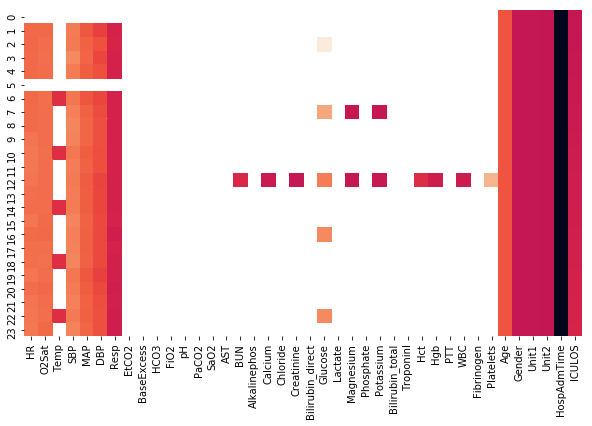 0
1
2
3
4
5
6
7
8
9
10
11
12
13
14
15
16
17
18
19
20
21
22
23
HR
O2Sat
Temp
SBP
MAP
DBP
Resp
EtCO2
BaseExcess
HCO3
FiO2
pH
PaCO2
SaO2
AST
BUN
Alkalinephos
Calcium
Chloride
Creatinine
Bilirubin_direct
Glucose
Lactate
Magnesium
Phosphate
Potassium
Bilirubin_total
TroponinI
Hct
Hgb
PTT
WBC
Fibrinogen
Platelets
Age
Gender
Unit1
Unit2
HospAdmTime
ICULOS